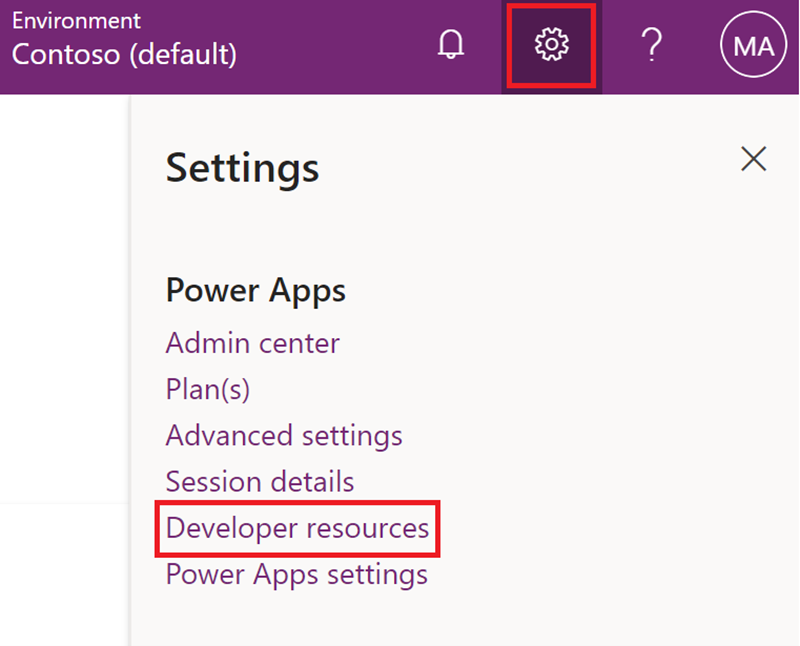 Environment
Contoso (default)
?
MA
Settings
Power Apps
Admin center
Plan(s)
Advanced settings
Session details
Developer resources
Power Apps settings